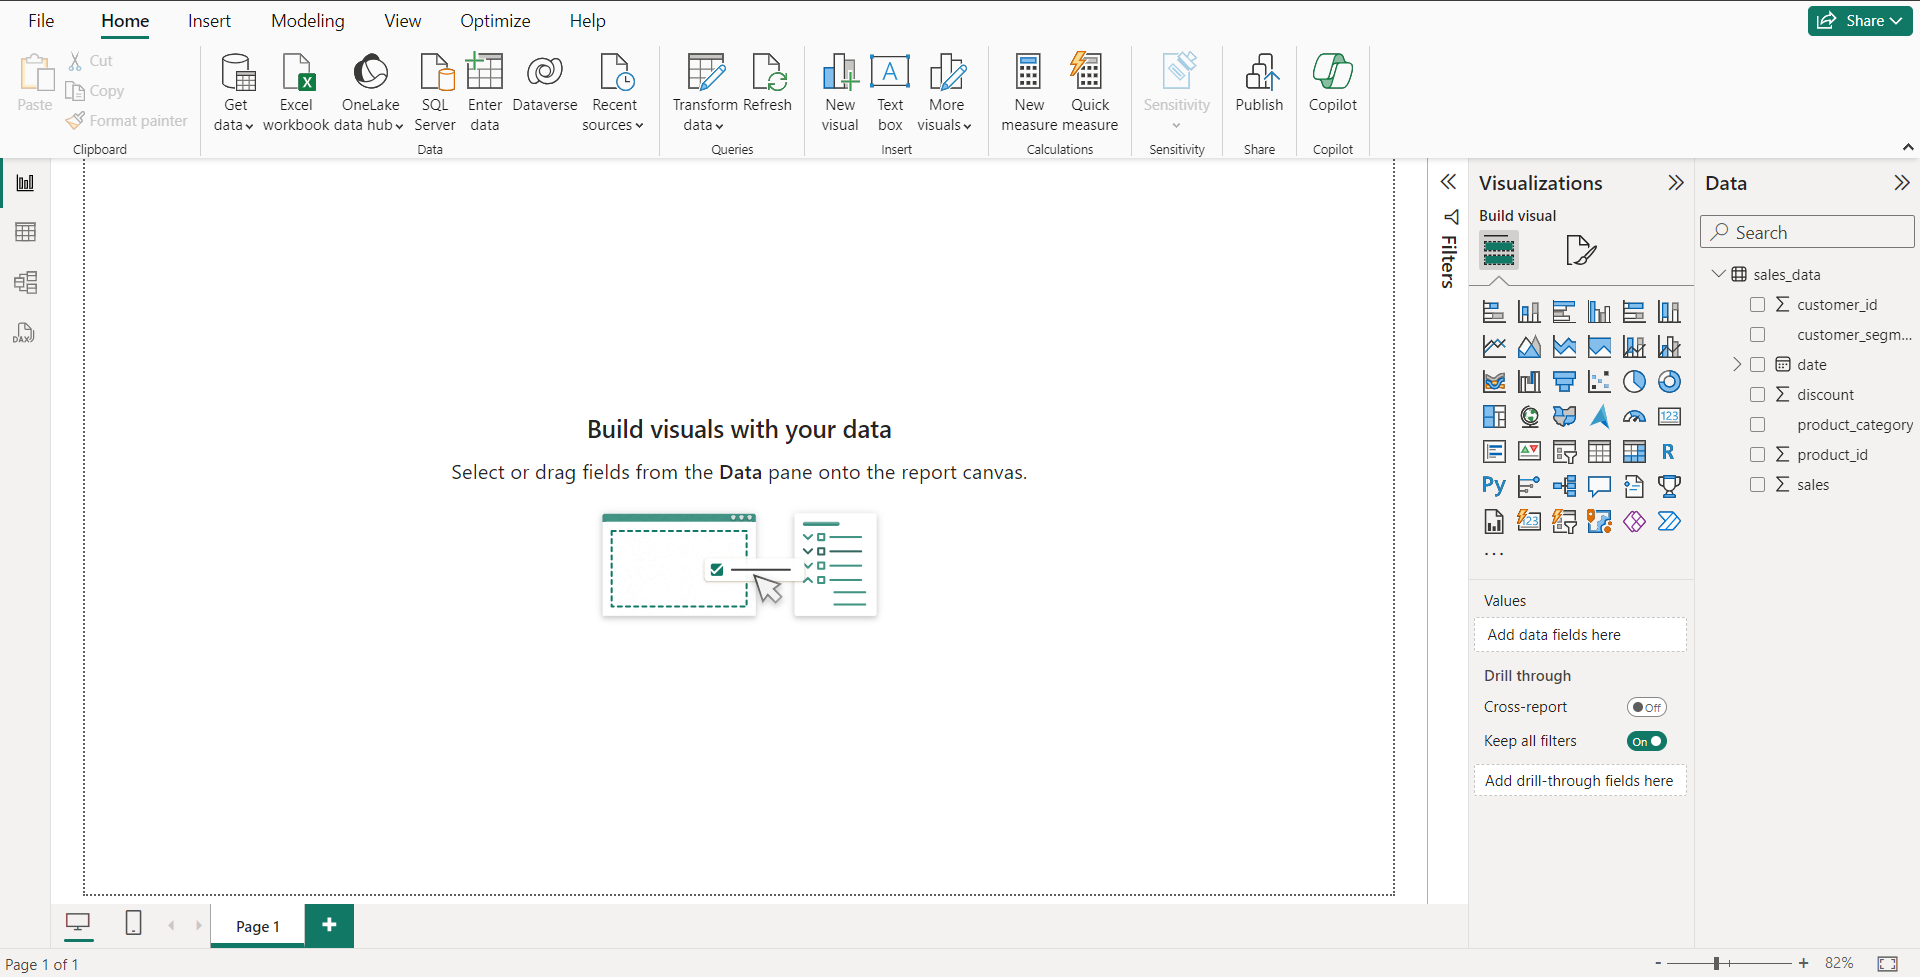 File Home Insert Modeling View Optimize Help Share
Paste Cut
Copy
Format painter
Clipboard
Get data
Excel workbook
OneLake data hub
SQL Server
Enter data
Dataverse
Recent sources
Data
Transform data
Refresh
Queries
New visual
Text box
More visuals
Insert
New measure
Quick measure
Calculations
Sensitivity
Sensitivity
Publish
Share
Copilot
Copilot
DAX
Build visuals with your data
Select or drag fields from the Data pane onto the report canvas.
Filters
Visualizations
Build visual
123
R
Py
123
...
Values
Add data fields here
Drill through
Cross-report Off
Keep all filters On
Add drill-through fields here
Data
Search
sales_data
customer_id
customer_segm...
date
discount
product_category
product_id
sales
Page 1 +
Page 1 of 1
- + 82%